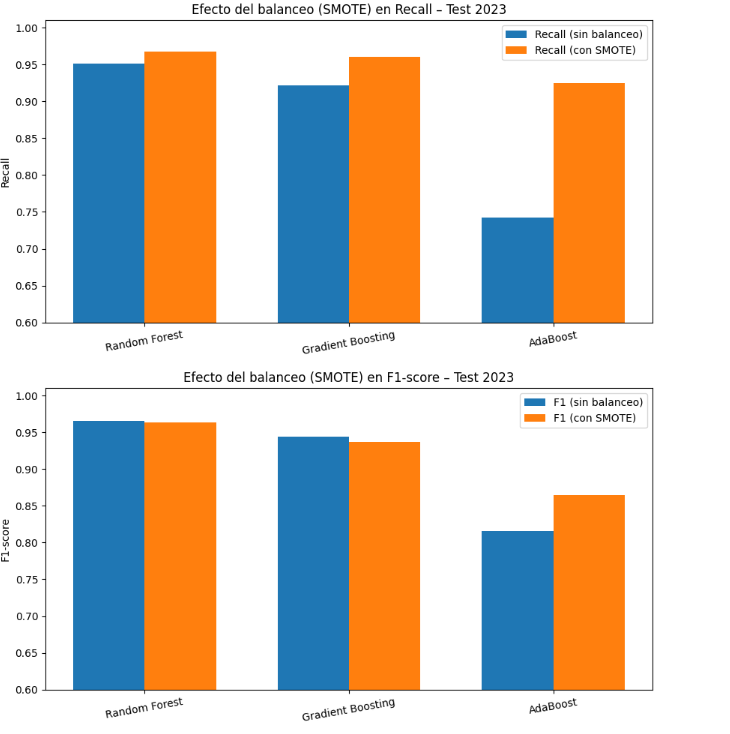 Efecto del balanceo (SMOTE) en Recall – Test 2023
Recall (sin balanceo)
Recall (con SMOTE)
1.00
0.95
0.90
0.85
0.80
0.75
0.70
0.65
0.60
Recall
Random Forest
Gradient Boosting
AdaBoost
Efecto del balanceo (SMOTE) en F1-score – Test 2023
F1 (sin balanceo)
F1 (con SMOTE)
1.00
0.95
0.90
0.85
0.80
0.75
0.70
0.65
0.60
F1-score
Random Forest
Gradient Boosting
AdaBoost